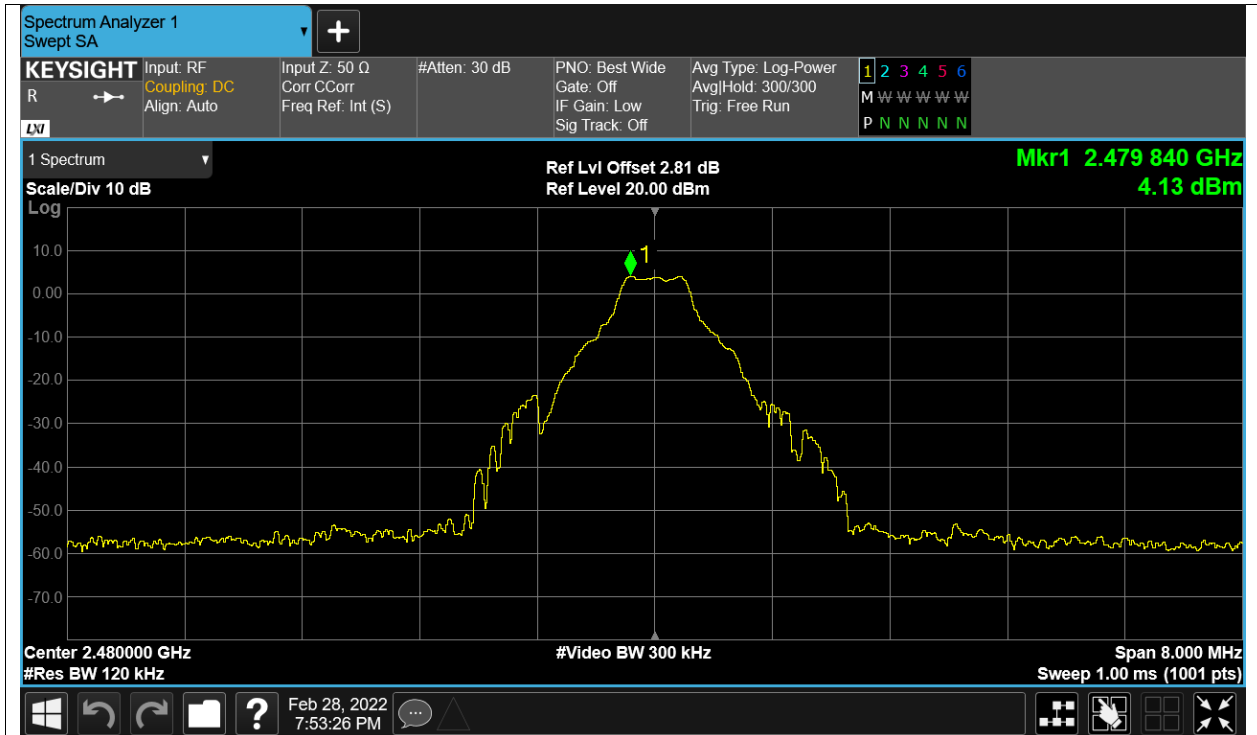 Spectrum Analyzer 1
Swept SA
+
KEYSIGHT
R
LXI
Input: RF
Coupling: DC
Align: Auto
Input Z: 50 Ω
Corr CCorr
Freq Ref: Int (S)
#Atten: 30 dB
PNO: Best Wide
Gate: Off
IF Gain: Low
Sig Track: Off
Avg Type: Log-Power
Avg|Hold: 300/300
Trig: Free Run
1 2 3 4 5 6
M W W W W W W
P N N N N N N
1 Spectrum
Scale/Div 10 dB
Log
Ref Lvl Offset 2.81 dB
Ref Level 20.00 dBm
Mkr1 2.479 840 GHz
4.13 dBm
1
10.0
0.00
-10.0
-20.0
-30.0
-40.0
-50.0
-60.0
-70.0
Center 2.480000 GHz
#Res BW 120 kHz
#Video BW 300 kHz
Span 8.000 MHz
Sweep 1.00 ms (1001 pts)
?
Feb 28, 2022
7:53:26 PM